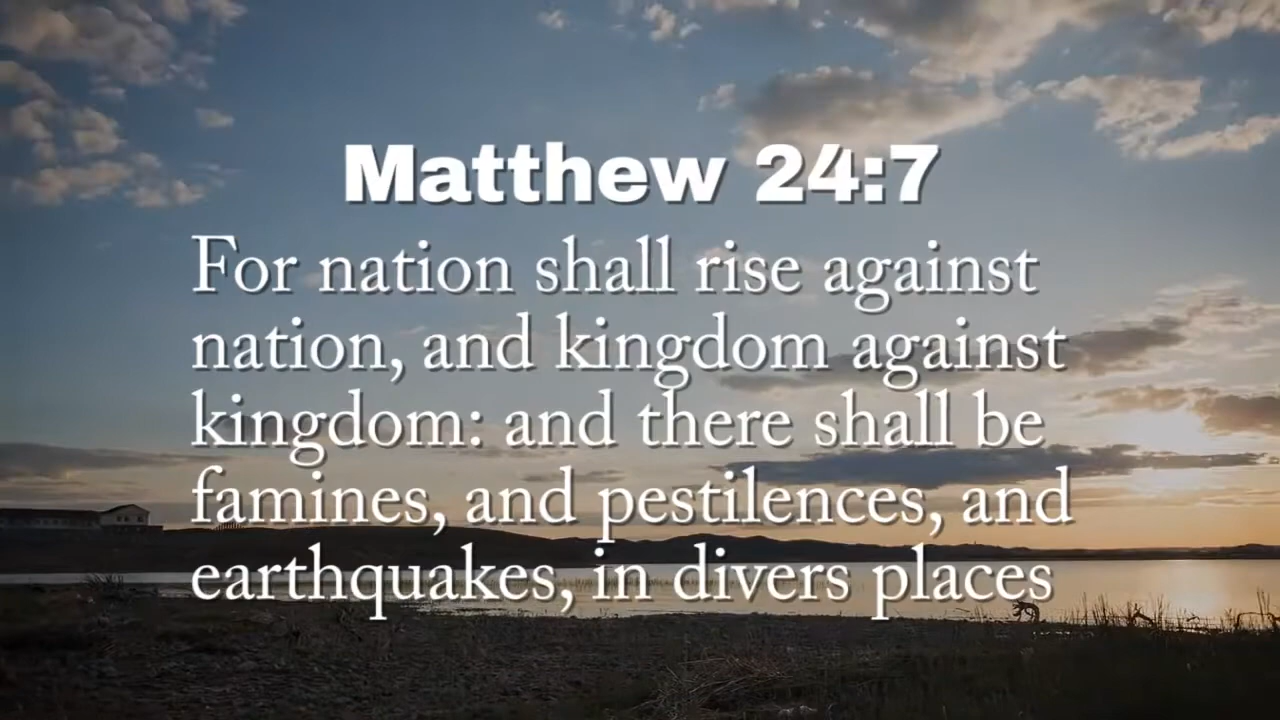 Matthew 24:7
For nation shall rise against
nation, and kingdom against
kingdom: and there shall be
famines, and pestilences, and
earthquakes, in divers places